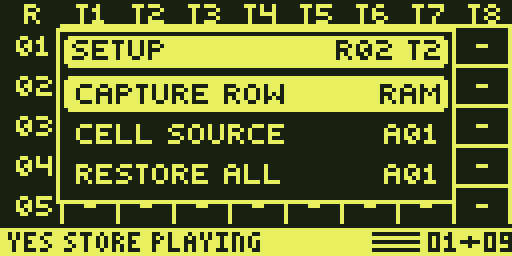 R T1 T2 T3 T4 T5 T6 T7 T8
01 SETUP R02 T2 -
02 CAPTURE ROW RAM -
03 CELL SOURCE A01 -
04 RESTORE ALL A01 -
05 - - - - - - - -
YES STORE PLAYING 01→09